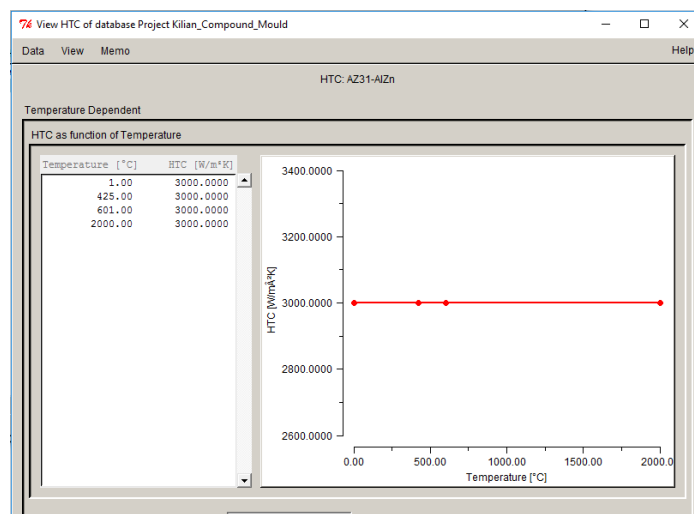 View HTC of database Project Kilian_Compound_Mould
Data View Memo Help
HTC: AZ31-AlZn
Temperature Dependent
HTC as function of Temperature
Temperature [°C] HTC [W/m²K]
1.00 3000.0000
425.00 3000.0000
601.00 3000.0000
2000.00 3000.0000
3400.0000
3200.0000
3000.0000
2800.0000
2600.0000
HTC [W/mÂ²K]
0.00 500.00 1000.00 1500.00 2000.0
Temperature [°C]